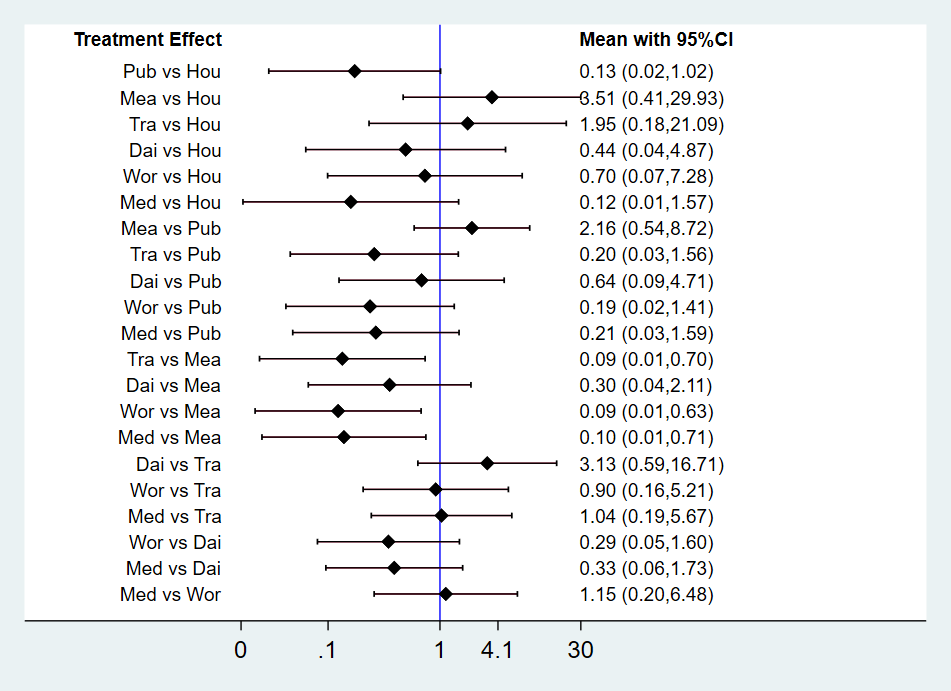 Treatment Effect Mean with 95%CI
Pub vs Hou 0.13 (0.02,1.02)
Mea vs Hou 3.51 (0.41,29.93)
Tra vs Hou 1.95 (0.18,21.09)
Dai vs Hou 0.44 (0.04,4.87)
Wor vs Hou 0.70 (0.07,7.28)
Med vs Hou 0.12 (0.01,1.57)
Mea vs Pub 2.16 (0.54,8.72)
Tra vs Pub 0.20 (0.03,1.56)
Dai vs Pub 0.64 (0.09,4.71)
Wor vs Pub 0.19 (0.02,1.41)
Med vs Pub 0.21 (0.03,1.59)
Tra vs Mea 0.09 (0.01,0.70)
Dai vs Mea 0.30 (0.04,2.11)
Wor vs Mea 0.09 (0.01,0.63)
Med vs Mea 0.10 (0.01,0.71)
Dai vs Tra 3.13 (0.59,16.71)
Wor vs Tra 0.90 (0.16,5.21)
Med vs Tra 1.04 (0.19,5.67)
Wor vs Dai 0.29 (0.05,1.60)
Med vs Dai 0.33 (0.06,1.73)
Med vs Wor 1.15 (0.20,6.48)
0 .1 1 4.1 30